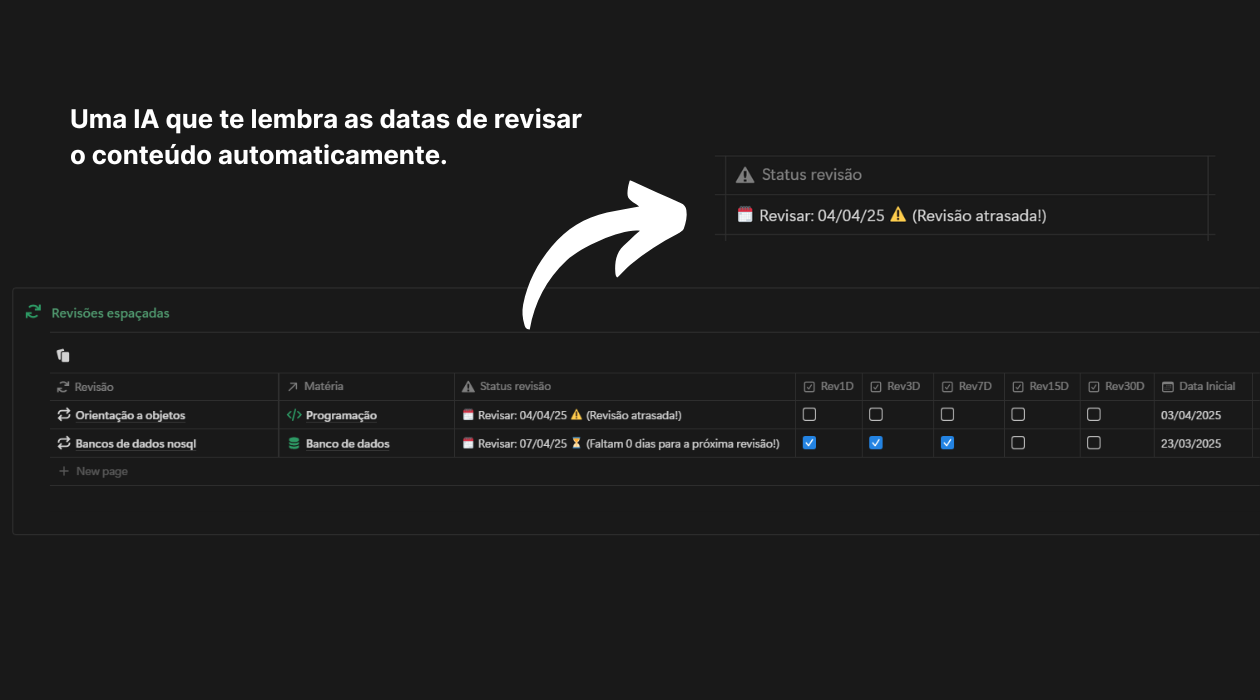 Uma IA que te lembra as datas de revisar
o conteúdo automaticamente.
Status revisão
Revisar: 04/04/25 ⚠️ (Revisão atrasada!)
Revisões espaçadas
Revisão Matéria Status revisão Rev1D Rev3D Rev7D Rev15D Rev30D Data Inicial
Orientação a objetos Programação Revisar: 04/04/25 ⚠️ (Revisão atrasada!) 03/04/2025
Bancos de dados nosql Banco de dados Revisar: 07/04/25 ⏳ (Faltam 0 dias para a próxima revisão!) 23/03/2025
+ New page